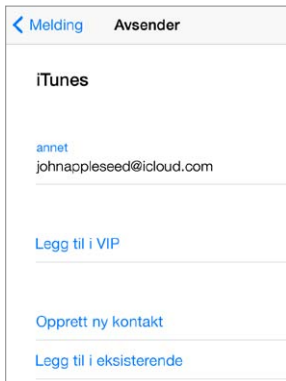 Melding Avsender
iTunes
annet
johnappleseed@icloud.com
Legg til i VIP
Opprett ny kontakt
Legg til i eksisterende